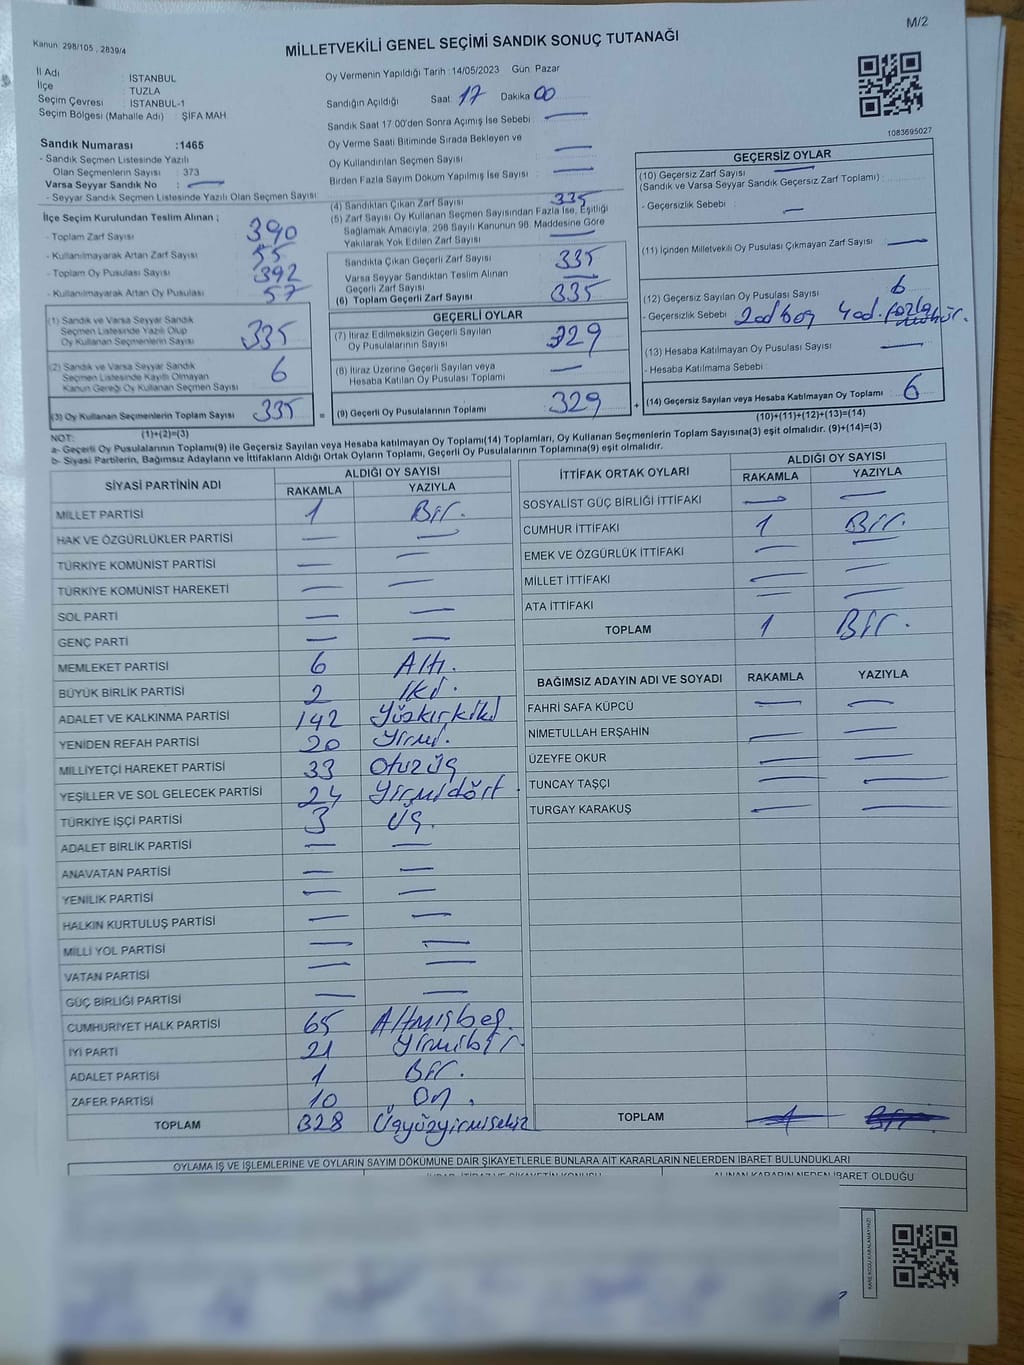 M/2
Kanun: 298/105 , 2839/4
MİLLETVEKİLİ GENEL SEÇİMİ SANDIK SONUÇ TUTANAĞI
İl Adı : İSTANBUL
İlçe : TUZLA
Seçim Çevresi : İSTANBUL-1
Seçim Bölgesi (Mahalle Adı) : ŞİFA MAH
Oy Vermenin Yapıldığı Tarih : 14/05/2023 Gün: Pazar
Sandığın Açıldığı Saat: 17 Dakika 00
Sandık Saat 17:00'den Sonra Açımış İse Sebebi : —
Oy Verme Saati Bitiminde Sırada Bekleyen ve
Oy Kullandırılan Seçmen Sayısı : —
Birden Fazla Sayım Döküm Yapılmış İse Sayısı : —
1083695027
Sandık Numarası :1465
- Sandık Seçmen Listesinde Yazılı
Olan Seçmenlerin Sayısı : 373
Varsa Seyyar Sandık No : —
- Seyyar Sandık Seçmen Listesinde Yazılı Olan Seçmen Sayısı:
İlçe Seçim Kurulundan Teslim Alınan ;
- Toplam Zarf Sayısı : 390
- Kullanılmayarak Artan Zarf Sayısı : 55
- Toplam Oy Pusulası Sayısı : 392
- Kullanılmayarak Artan Oy Pusulası : 57
(1) Sandık ve Varsa Seyyar Sandık
Seçmen Listesinde Yazılı Olup
Oy Kullanan Seçmenlerin Sayısı : 335
(2) Sandık ve Varsa Seyyar Sandık
Seçmen Listesinde Kayıtlı Olmayan
Kanun Gereği Oy Kullanan Seçmen Sayısı : 6
(3) Oy Kullanan Seçmenlerin Toplam Sayısı 335
(1)+(2)=(3)
(4) Sandıktan Çıkan Zarf Sayısı : 335
(5) Zarf Sayısı Oy Kullanan Seçmen Sayısından Fazla İse, Eşitliği
Sağlamak Amacıyla, 298 Sayılı Kanunun 98. Maddesine Göre
Yakılarak Yok Edilen Zarf Sayısı : —
Sandıkta Çıkan Geçerli Zarf Sayısı : 335
Varsa Seyyar Sandıktan Teslim Alınan
Geçerli Zarf Sayısı : —
(6) Toplam Geçerli Zarf Sayısı 335
GEÇERLİ OYLAR
(7) İtiraz Edilmeksizin Geçerli Sayılan
Oy Pusulalarının Sayısı : 329
(8) İtiraz Üzerine Geçerli Sayılan veya
Hesaba Katılan Oy Pusulası Toplamı : —
= (9) Geçerli Oy Pusulalarının Toplamı 329
GEÇERSİZ OYLAR
(10) Geçersiz Zarf Sayısı —
(Sandık ve Varsa Seyyar Sandık Geçersiz Zarf Toplamı) :
- Geçersizlik Sebebi : —
(11) İçinden Milletvekili Oy Pusulası Çıkmayan Zarf Sayısı : —
(12) Geçersiz Sayılan Oy Pusulası Sayısı : 6
- Geçersizlik Sebebi : 2ad boş 4ad. fazla
(13) Hesaba Katılmayan Oy Pusulası Sayısı : —
- Hesaba Katılmama Sebebi :
+ (14) Geçersiz Sayılan veya Hesaba Katılmayan Oy Toplamı 6
(10)+(11)+(12)+(13)=(14)
NOT:
a- Geçerli Oy Pusulalarının Toplamı(9) ile Geçersiz Sayılan veya Hesaba katılmayan Oy Toplamı(14) Toplamları, Oy Kullanan Seçmenlerin Toplam Sayısına(3) eşit olmalıdır. (9)+(14)=(3)
b- Siyasi Partilerin, Bağımsız Adayların ve İttifakların Aldığı Ortak Oyların Toplamı, Geçerli Oy Pusulalarının Toplamına(9) eşit olmalıdır.
SİYASİ PARTİNİN ADI ALDIĞI OY SAYISI
RAKAMLA YAZIYLA
MİLLET PARTİSİ 1 Bir.
HAK VE ÖZGÜRLÜKLER PARTİSİ — —
TÜRKİYE KOMÜNİST PARTİSİ — —
TÜRKİYE KOMÜNİST HAREKETİ — —
SOL PARTİ — —
GENÇ PARTİ — —
MEMLEKET PARTİSİ 6 Altı.
BÜYÜK BİRLİK PARTİSİ 2 İki.
ADALET VE KALKINMA PARTİSİ 142 Yüzkırkiki
YENİDEN REFAH PARTİSİ 20 Yirmi.
MİLLİYETÇİ HAREKET PARTİSİ 33 Otuzüç
YEŞİLLER VE SOL GELECEK PARTİSİ 24 Yirmidört
TÜRKİYE İŞÇİ PARTİSİ 3 Üç.
ADALET BİRLİK PARTİSİ — —
ANAVATAN PARTİSİ — —
YENİLİK PARTİSİ — —
HALKIN KURTULUŞ PARTİSİ — —
MİLLİ YOL PARTİSİ — —
VATAN PARTİSİ — —
GÜÇ BİRLİĞİ PARTİSİ — —
CUMHURİYET HALK PARTİSİ 65 Altmışbeş.
İYİ PARTİ 21 Yirmibir.
ADALET PARTİSİ 1 Bir.
ZAFER PARTİSİ 10 On.
TOPLAM 328 Üçyüzyirmisekiz
İTTİFAK ORTAK OYLARI ALDIĞI OY SAYISI
RAKAMLA YAZIYLA
SOSYALİST GÜÇ BİRLİĞİ İTTİFAKI — —
CUMHUR İTTİFAKI 1 Bir.
EMEK VE ÖZGÜRLÜK İTTİFAKI — —
MİLLET İTTİFAKI — —
ATA İTTİFAKI — —
TOPLAM 1 Bir.
BAĞIMSIZ ADAYIN ADI VE SOYADI RAKAMLA YAZIYLA
FAHRİ SAFA KÜPCÜ — —
NİMETULLAH ERŞAHİN — —
ÜZEYFE OKUR — —
TUNCAY TAŞÇI — —
TURGAY KARAKUŞ — —
TOPLAM 1 Bir.
OYLAMA İŞ VE İŞLEMLERİNE VE OYLARIN SAYIM DÖKÜMÜNE DAİR ŞİKAYETLERLE BUNLARA AİT KARARLARIN NELERDEN İBARET BULUNDUKLARI
ALINAN KARARIN NEDEN İBARET OLDUĞU
KARE KODU KARALAMAYINIZ!